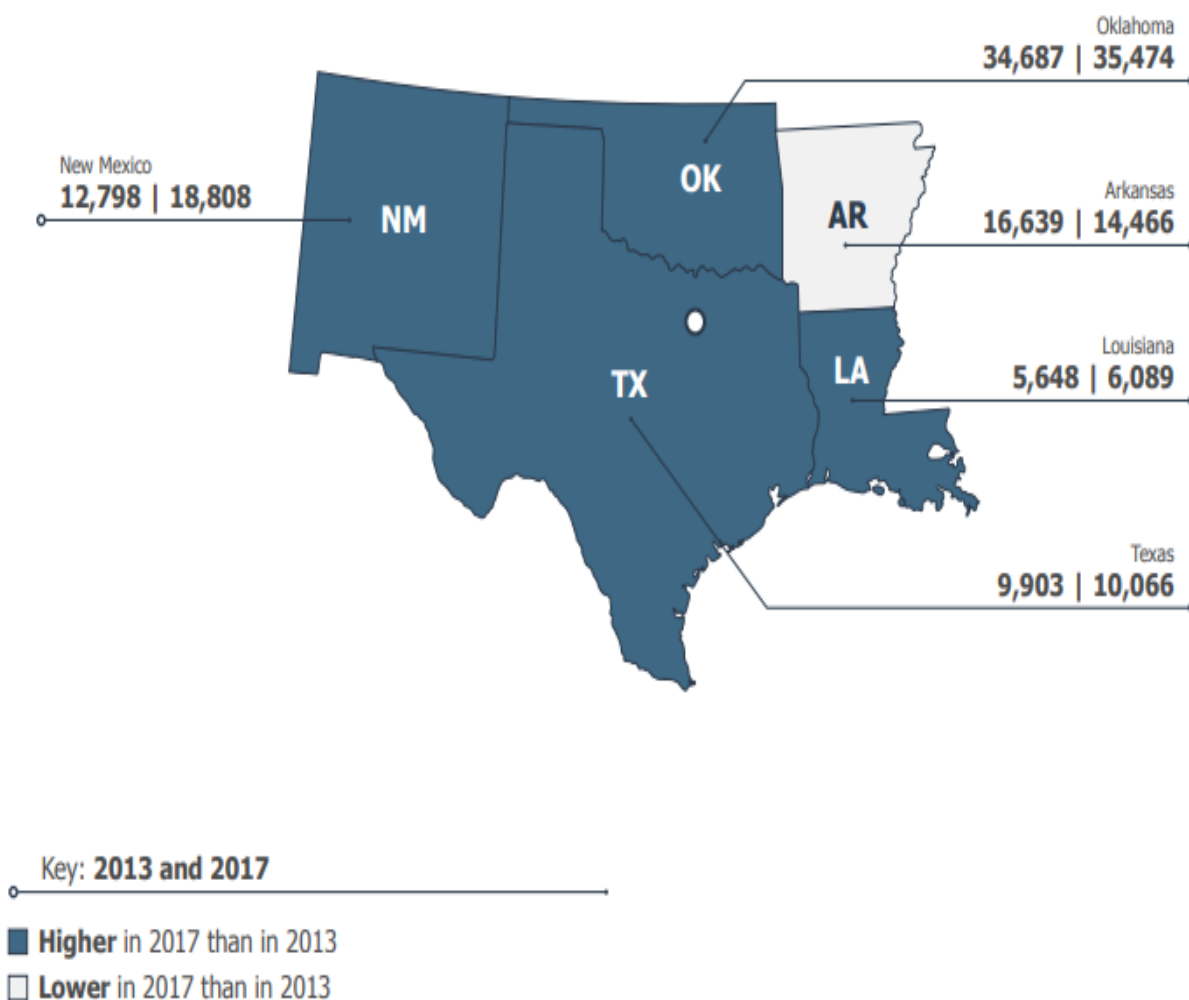 Oklahoma
34,687 | 35,474
New Mexico
12,798 | 18,808
OK
NM
AR
Arkansas
16,639 | 14,466
Louisiana
5,648 | 6,089
LA
TX
Texas
9,903 | 10,066
Key: 2013 and 2017
Higher in 2017 than in 2013
Lower in 2017 than in 2013